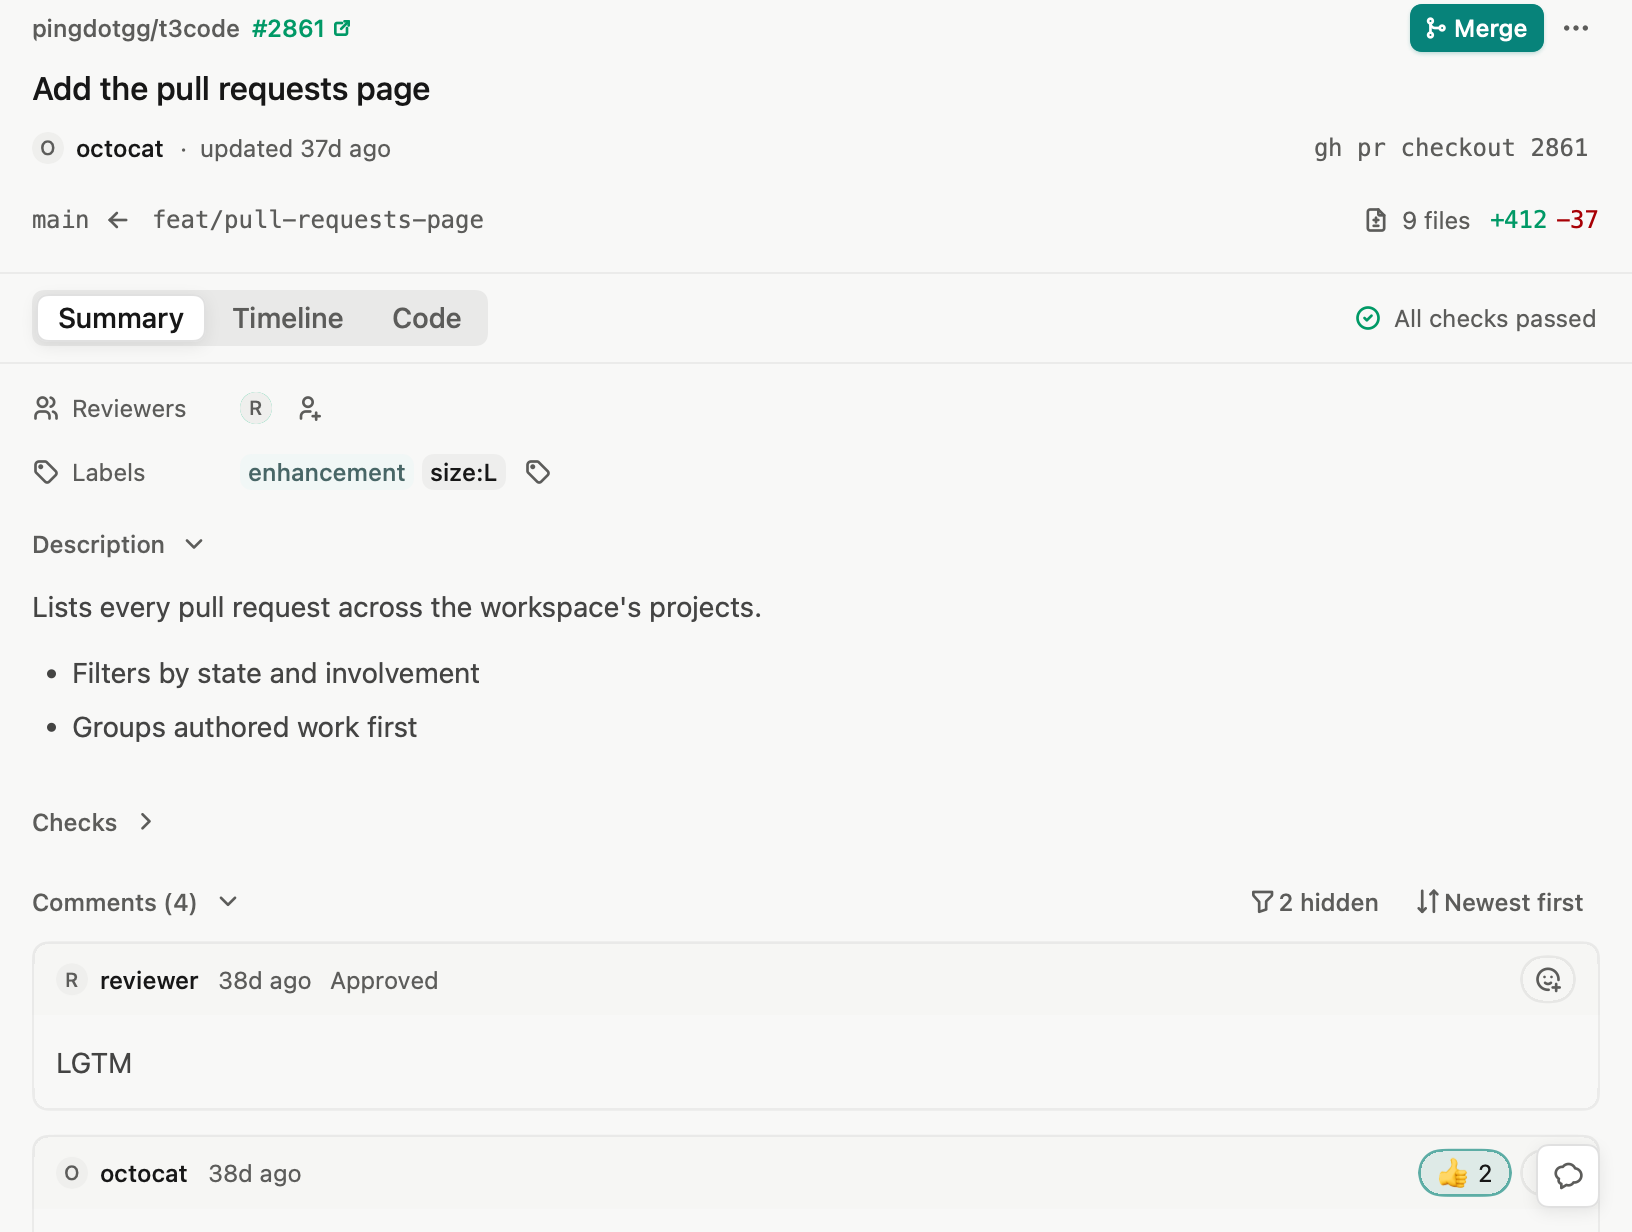 pingdotgg/t3code #2861
Merge
Add the pull requests page
O octocat · updated 37d ago
gh pr checkout 2861
main ← feat/pull-requests-page
9 files +412 −37
Summary Timeline Code
All checks passed
Reviewers R
Labels enhancement size:L
Description
Lists every pull request across the workspace's projects.
• Filters by state and involvement
• Groups authored work first
Checks
Comments (4)
2 hidden Newest first
R reviewer 38d ago Approved
LGTM
O octocat 38d ago
👍 2